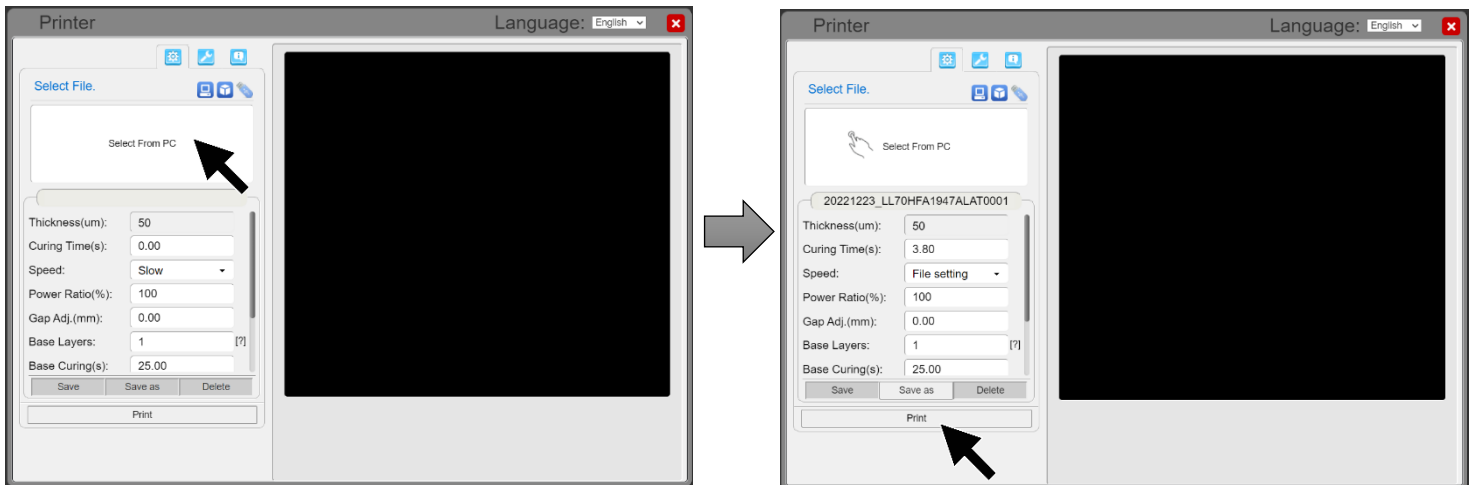 Printer Language: English
Select File.
Select From PC
Thickness(um): 50
Curing Time(s): 0.00
Speed: Slow
Power Ratio(%): 100
Gap Adj.(mm): 0.00
Base Layers: 1 [?]
Base Curing(s): 25.00
Save Save as Delete
Print
Printer Language: English
Select File.
Select From PC
20221223_LL70HFA1947ALAT0001
Thickness(um): 50
Curing Time(s): 3.80
Speed: File setting
Power Ratio(%): 100
Gap Adj.(mm): 0.00
Base Layers: 1 [?]
Base Curing(s): 25.00
Save Save as Delete
Print